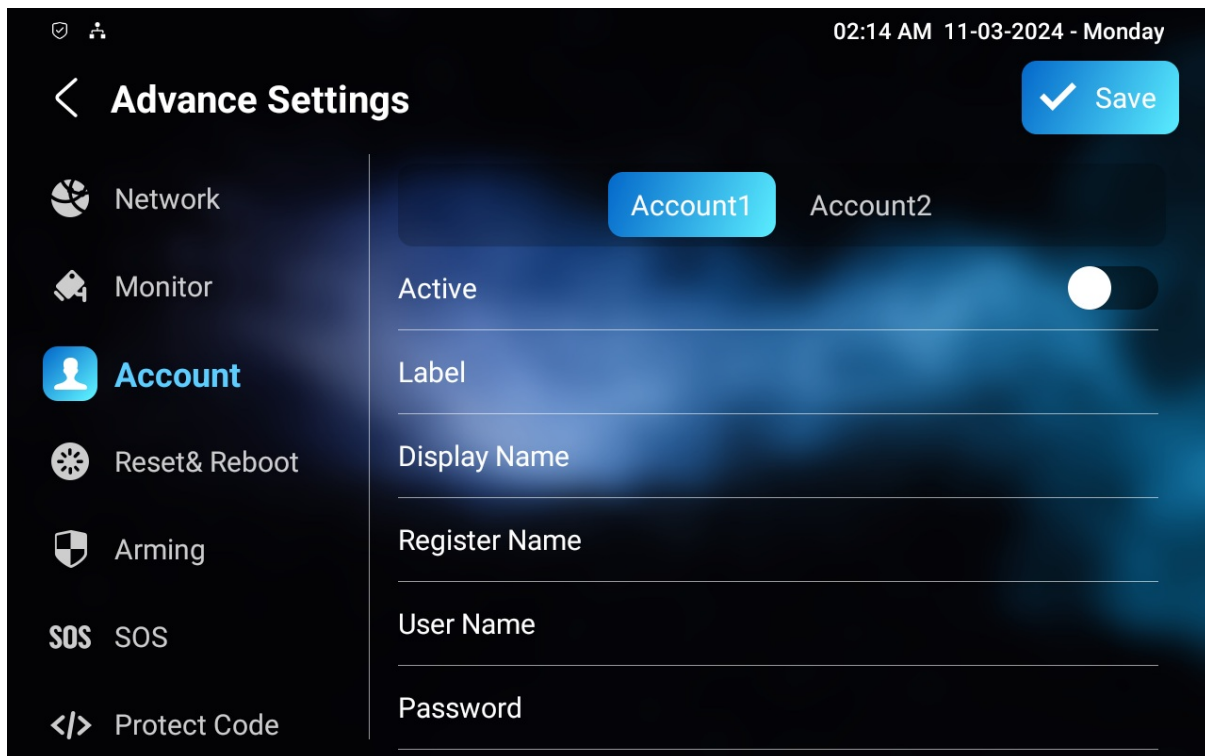 02:14 AM 11-03-2024 - Monday
Advance Settings
Save
Network
Monitor
Account
Reset& Reboot
Arming
SOS SOS
Protect Code
Account1 Account2
Active
Label
Display Name
Register Name
User Name
Password